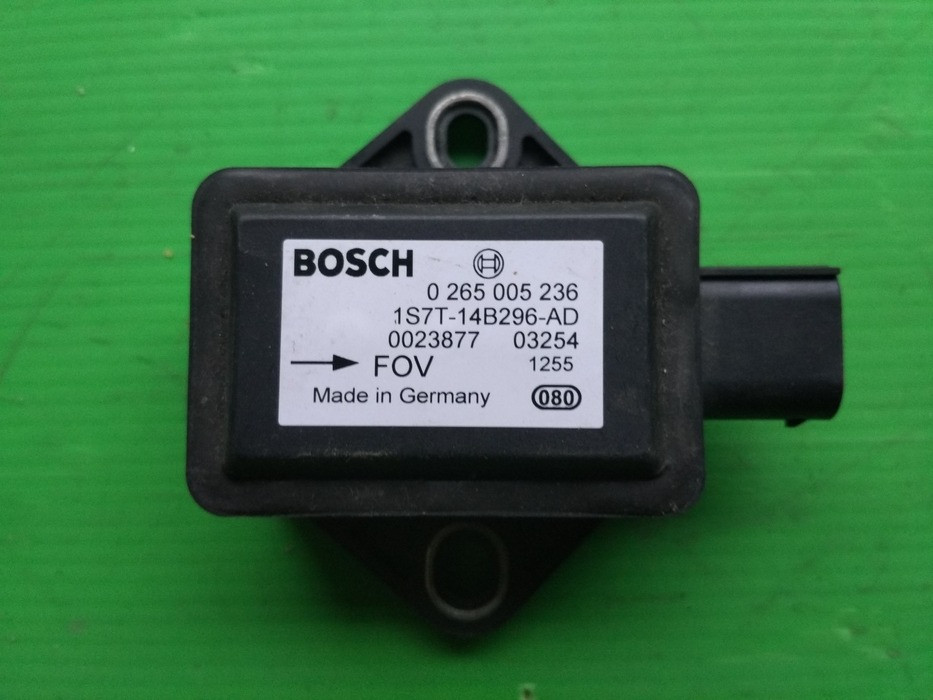 BOSCH
0 265 005 236
1S7T-14B296-AD
0023877 03254
FOV 1255
Made in Germany 080